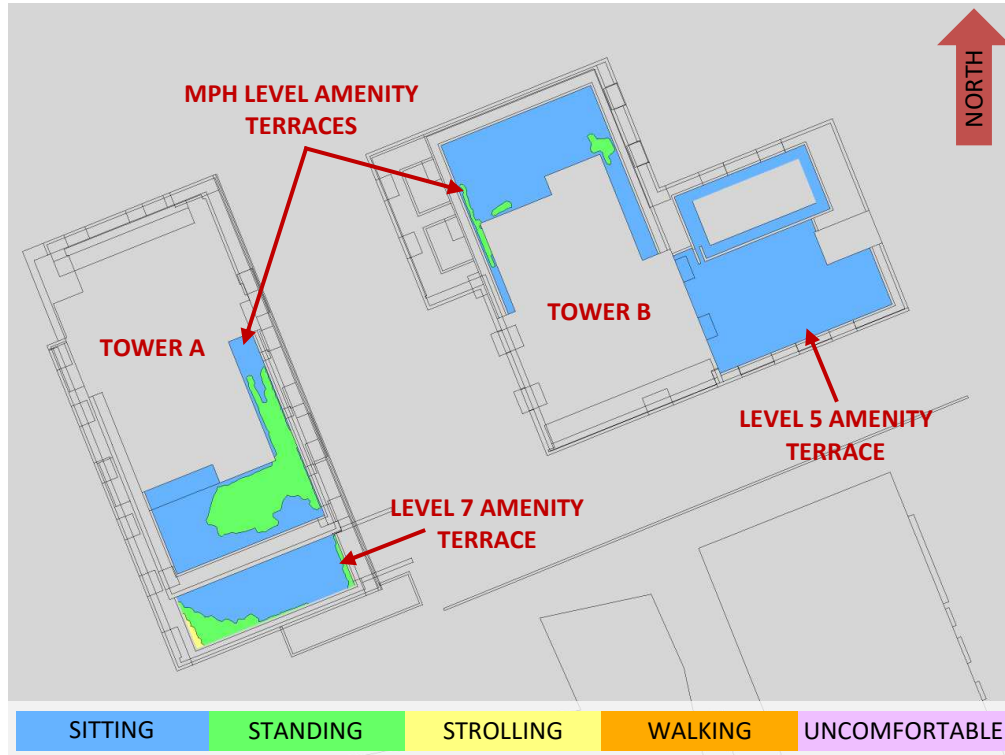 NORTH
MPH LEVEL AMENITY
TERRACES
TOWER A
TOWER B
LEVEL 5 AMENITY
TERRACE
LEVEL 7 AMENITY
TERRACE
SITTING
STANDING
STROLLING
WALKING
UNCOMFORTABLE